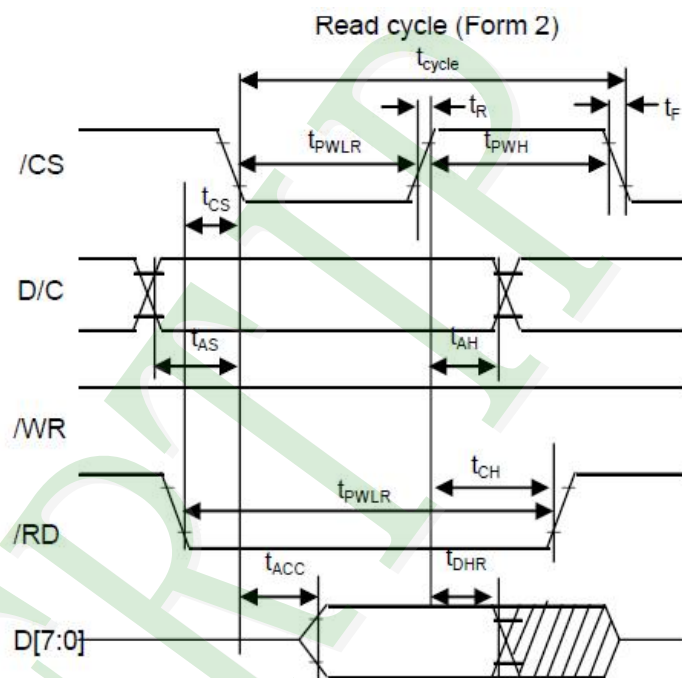 Read cycle (Form 2)
tcycle
tR
tF
/CS
tPWLR
tPWH
tCS
D/C
tAS
tAH
/WR
tCH
tPWLR
/RD
tACC
tDHR
D[7:0]